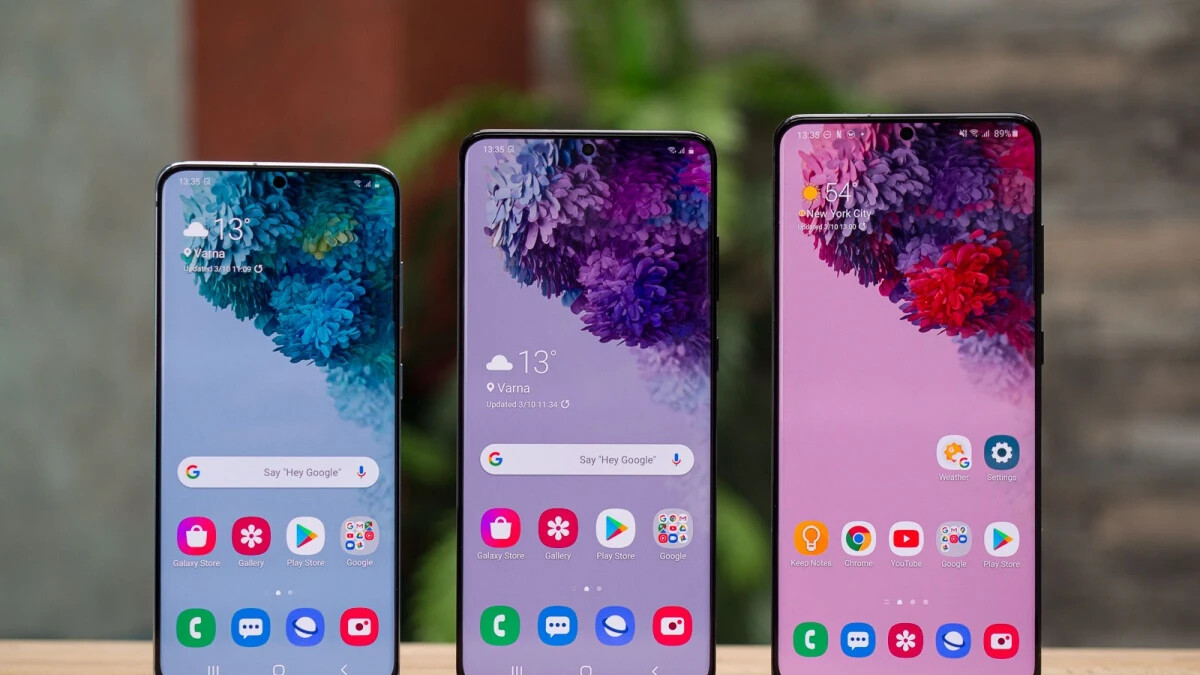 13:35
13°
Varna
Updated 3/10 11:09
G
Say "Hey Google"
Galaxy Store
Gallery
Play Store
Google
13:35
13°
Varna
Updated 3/10 11:34
G
Say "Hey Google"
Galaxy Store
Gallery
Play Store
Google
13:35
89%
54°
New York City
Updated 3/10 13:00
Weather
Settings
Keep Notes
Chrome
YouTube
Google
Play Store